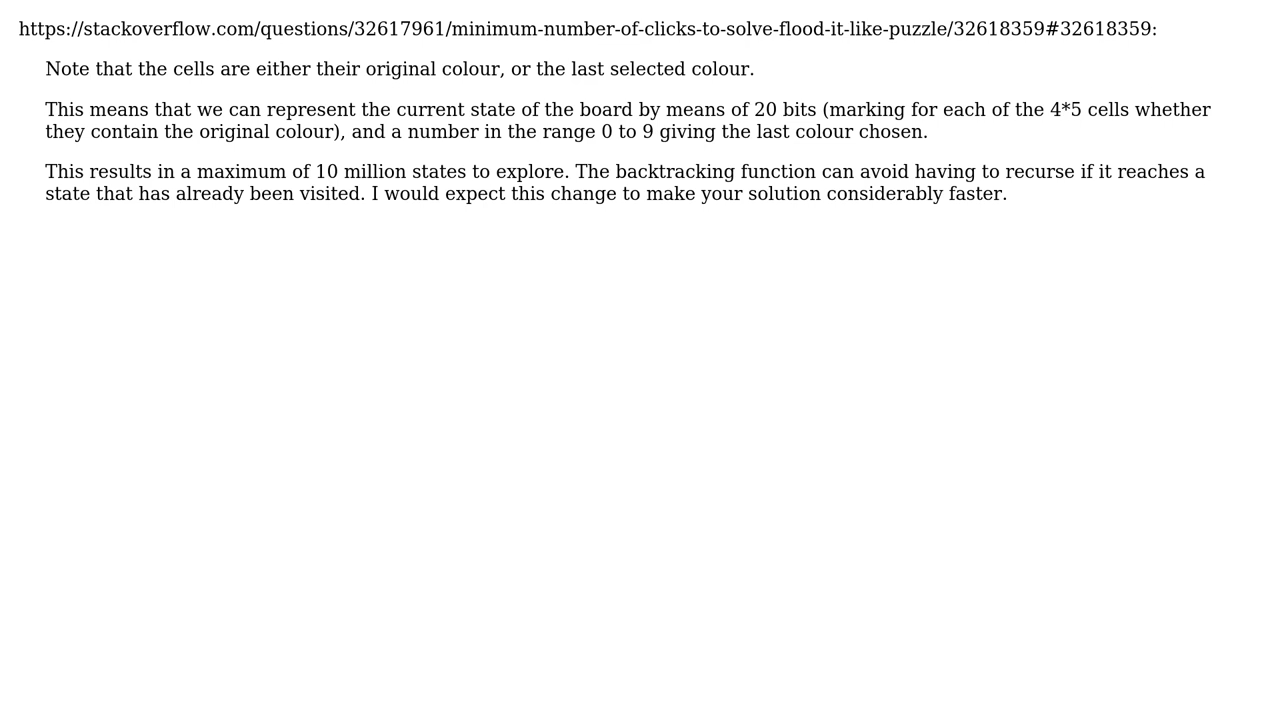 https://stackoverflow.com/questions/32617961/minimum-number-of-clicks-to-solve-flood-it-like-puzzle/32618359#32618359:
Note that the cells are either their original colour, or the last selected colour.
This means that we can represent the current state of the board by means of 20 bits (marking for each of the 4*5 cells whether
they contain the original colour), and a number in the range 0 to 9 giving the last colour chosen.
This results in a maximum of 10 million states to explore. The backtracking function can avoid having to recurse if it reaches a
state that has already been visited. I would expect this change to make your solution considerably faster.